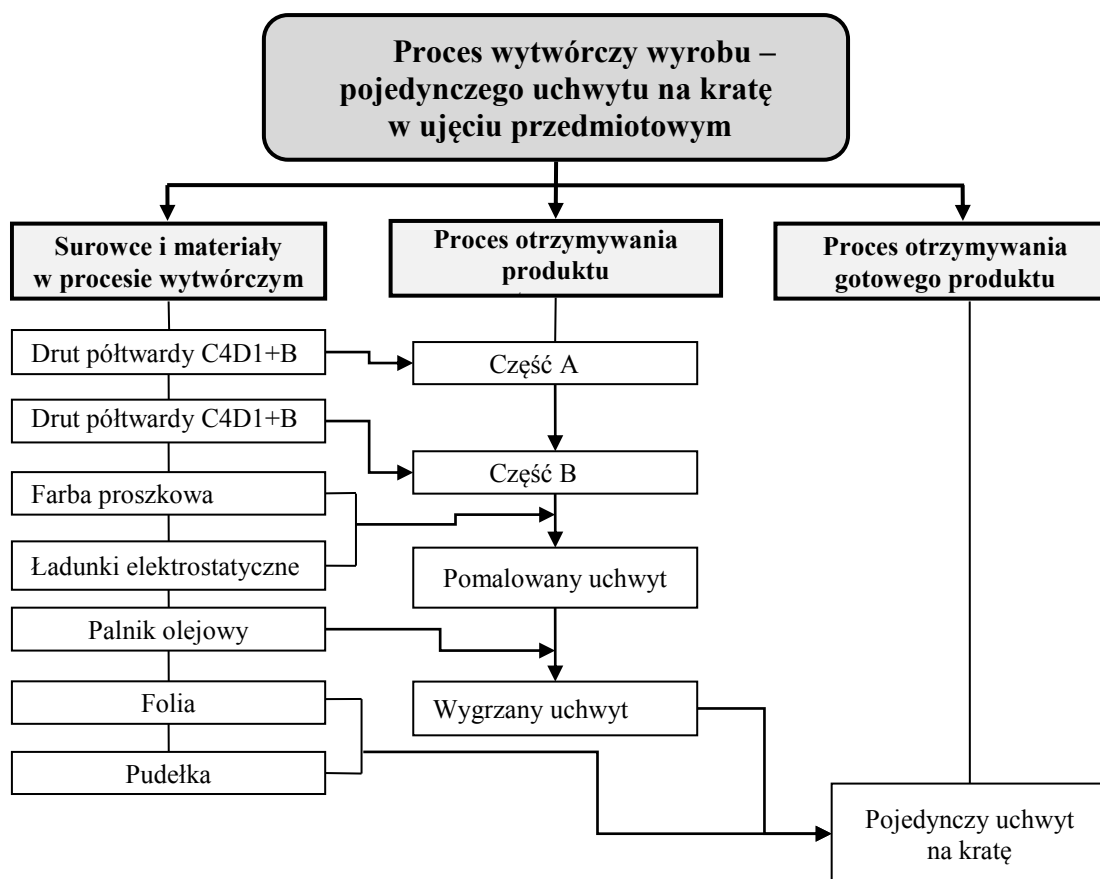 Proces wytwórczy wyrobu –
pojedynczego uchwytu na kratę
w ujęciu przedmiotowym
Surowce i materiały
w procesie wytwórczym
Proces otrzymywania
produktu
Proces otrzymywania
gotowego produktu
Drut półtwardy C4D1+B
Część A
Drut półtwardy C4D1+B
Część B
Farba proszkowa
Ładunki elektrostatyczne
Pomalowany uchwyt
Palnik olejowy
Folia
Wygrzany uchwyt
Pudełka
Pojedynczy uchwyt
na kratę